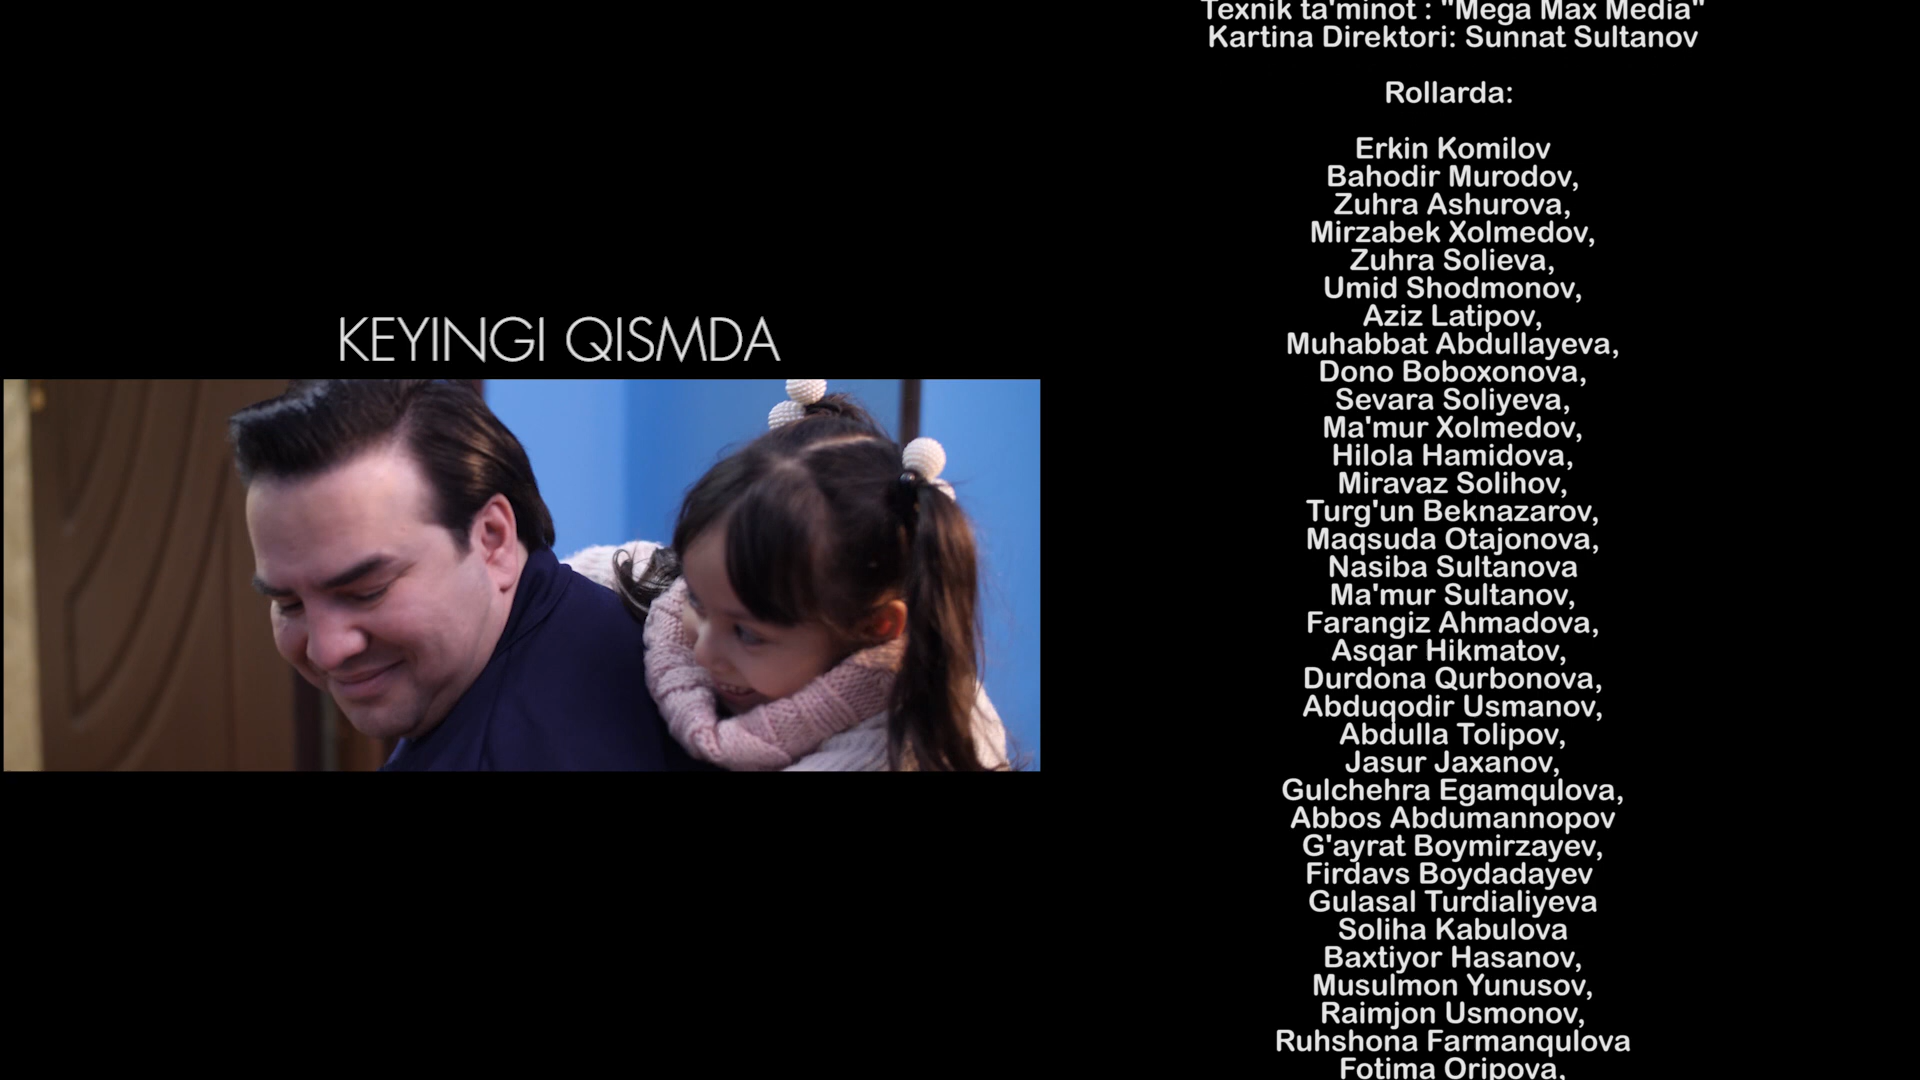 KEYINGI QISMDA
Texnik ta'minot : "Mega Max Media"
Kartina Direktori: Sunnat Sultanov
Rollarda:
Erkin Komilov
Bahodir Murodov,
Zuhra Ashurova,
Mirzabek Xolmedov,
Zuhra Solieva,
Umid Shodmonov,
Aziz Latipov,
Muhabbat Abdullayeva,
Dono Boboxonova,
Sevara Soliyeva,
Ma'mur Xolmedov,
Hilola Hamidova,
Miravaz Solihov,
Turg'un Beknazarov,
Maqsuda Otajonova,
Nasiba Sultanova
Ma'mur Sultanov,
Farangiz Ahmadova,
Asqar Hikmatov,
Durdona Qurbonova,
Abduqodir Usmanov,
Abdulla Tolipov,
Jasur Jaxanov,
Gulchehra Egamqulova,
Abbos Abdumannopov
G'ayrat Boymirzayev,
Firdavs Boydadayev
Gulasal Turdialiyeva
Soliha Kabulova
Baxtiyor Hasanov,
Musulmon Yunusov,
Raimjon Usmonov,
Ruhshona Farmanqulova
Fotima Oripova,